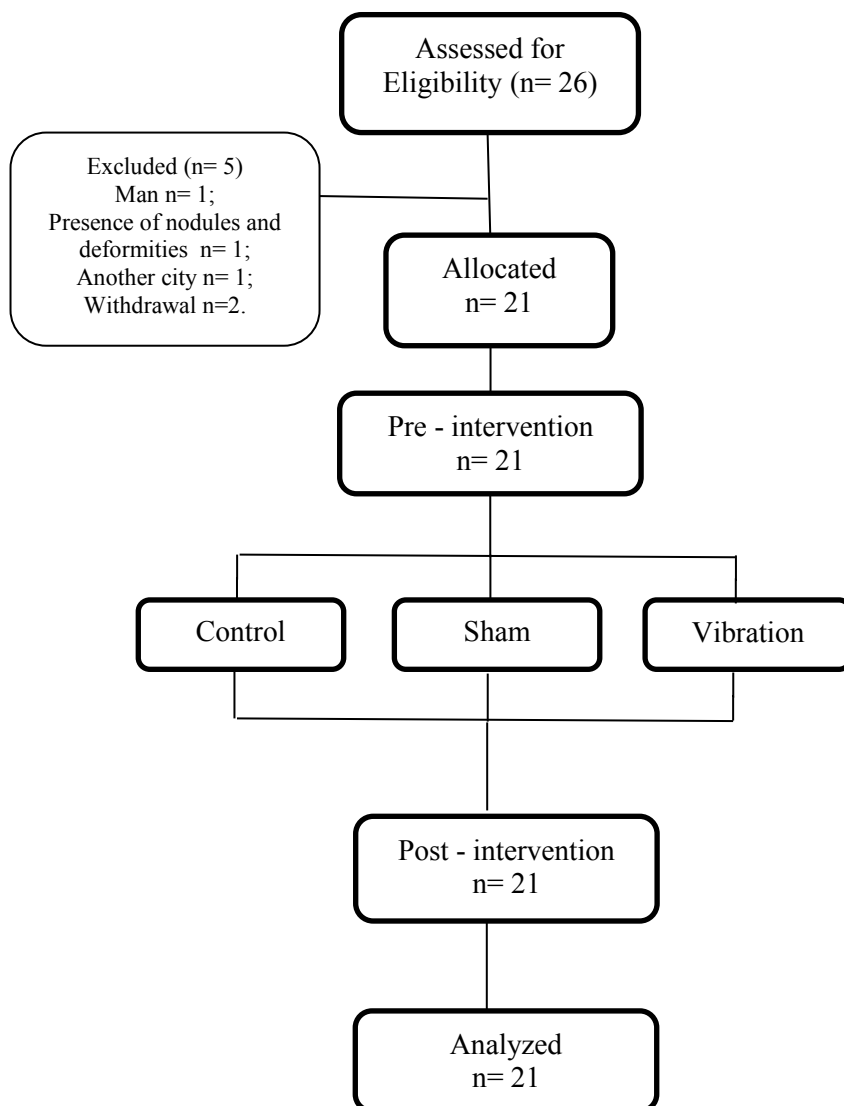 Assessed for
Eligibility (n= 26)
Excluded (n= 5)
Man n= 1;
Presence of nodules and
deformities n= 1;
Another city n= 1;
Withdrawal n=2.
Allocated
n= 21
Pre - intervention
n= 21
Control
Sham
Vibration
Post - intervention
n= 21
Analyzed
n= 21